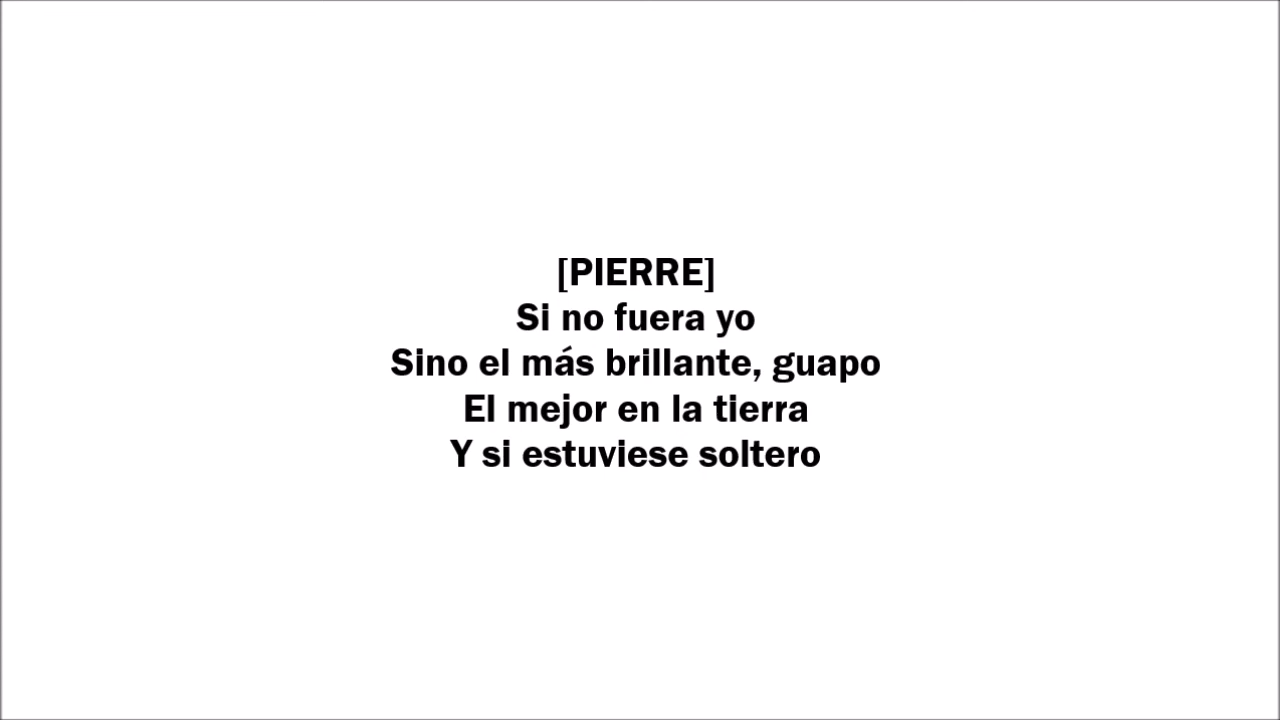 [PIERRE]
Si no fuera yo
Sino el más brillante, guapo
El mejor en la tierra
Y si estuviese soltero